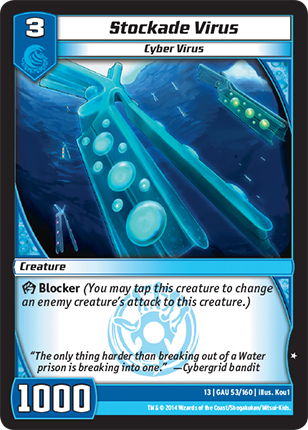 3
Stockade Virus
Cyber Virus
Creature
Blocker (You may tap this creature to change
an enemy creature's attack to this creature.)
"The only thing harder than breaking out of a Water
prison is breaking into one." —Cybergrid bandit
1000
13 | GAU 53/160 | illus. Kou1
TM & © 2014 Wizards of the Coast/Shogakukan/Mitsui-Kids.